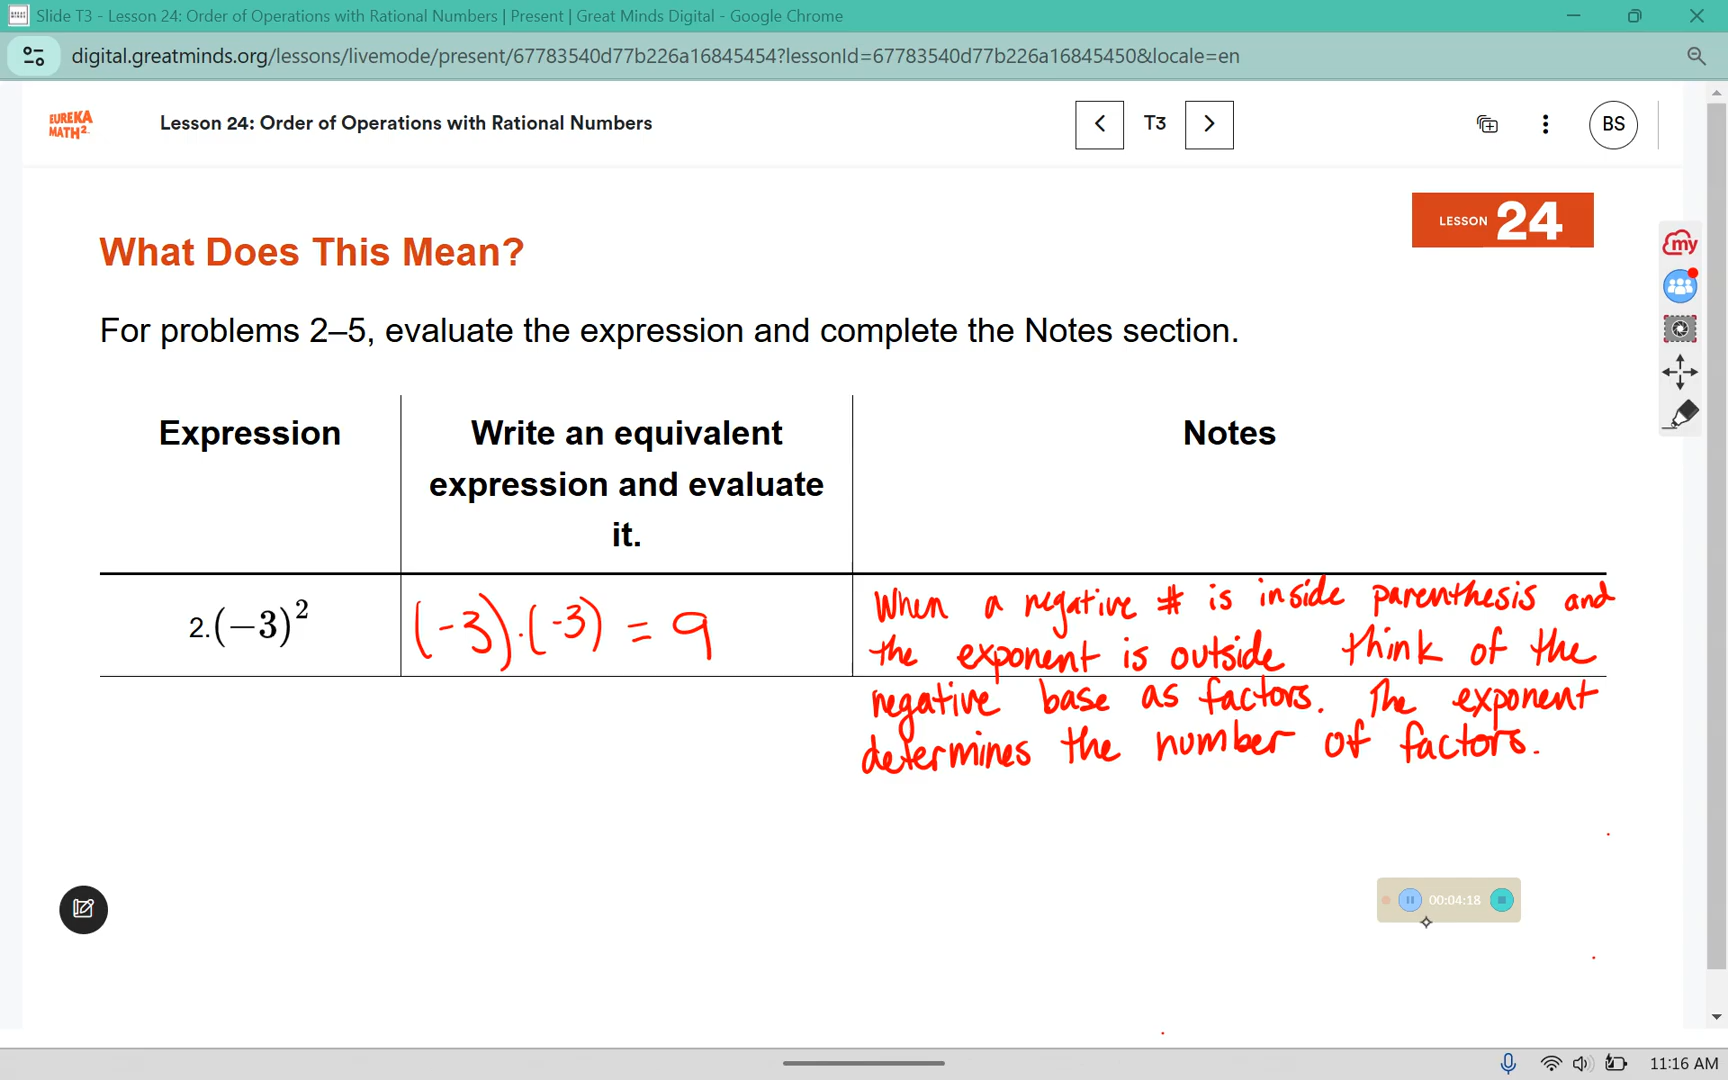 Slide T3 - Lesson 24: Order of Operations with Rational Numbers | Present | Great Minds Digital - Google Chrome
digital.greatminds.org/lessons/livemode/present/67783540d77b226a16845454?lessonId=67783540d77b226a16845450&locale=en
EUREKA
MATH²
Lesson 24: Order of Operations with Rational Numbers
T3
BS
LESSON 24
my
What Does This Mean?
For problems 2–5, evaluate the expression and complete the Notes section.
Expression
Write an equivalent
expression and evaluate
it.
Notes
2. (−3)²
(-3)·(-3) = 9
When a negative # is inside parenthesis and
the exponent is outside think of the
negative base as factors. The exponent
determines the number of factors.
00:04:18
11:16 AM